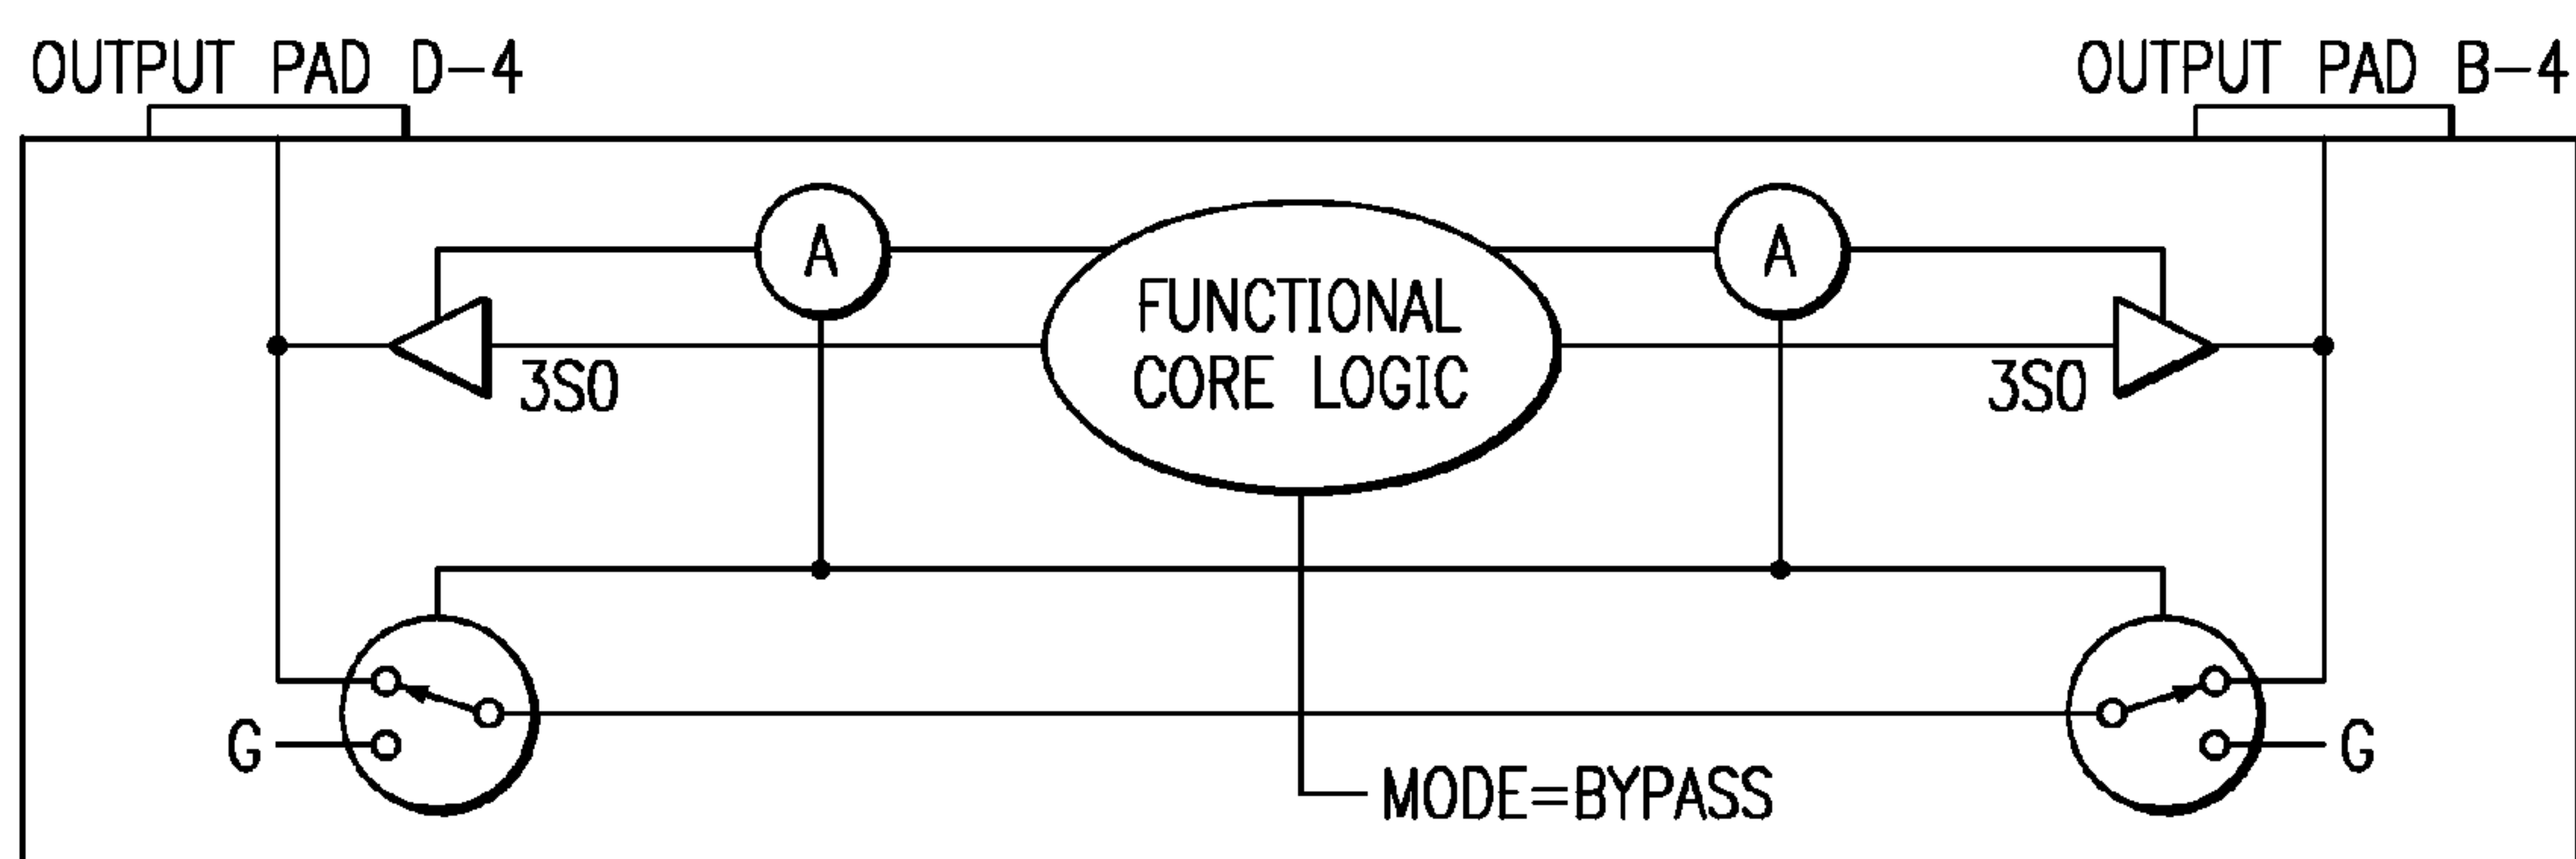 OUTPUT PAD D-4
OUTPUT PAD B-4
A
A
FUNCTIONAL
CORE LOGIC
3SO
3SO
G
G
MODE=BYPASS